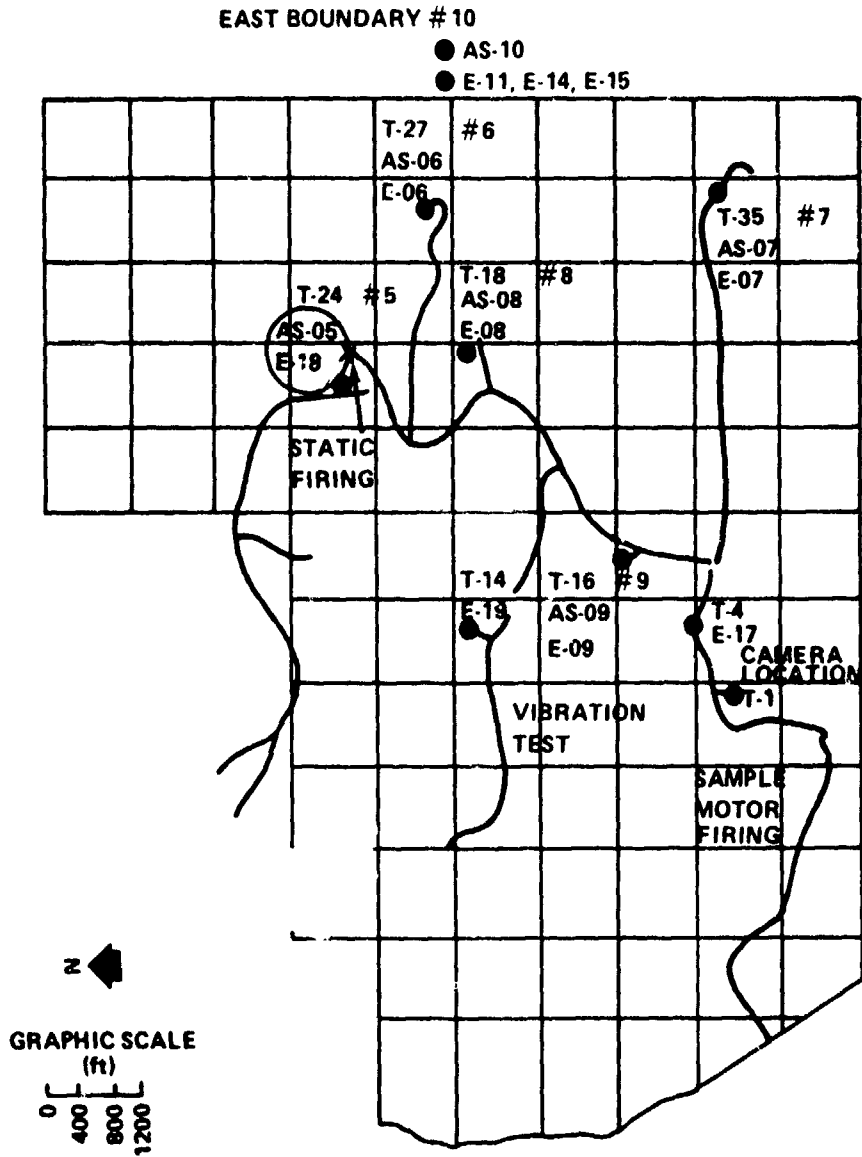 EAST BOUNDARY #10
AS-10
E-11, E-14, E-15
T-27 #6
AS-06
E-06
T-35 #7
AS-07
E-07
T-18 #8
AS-08
E-08
T-24 #5
AS-05
E-18
STATIC
FIRING
T-14
E-19
T-16 #9
AS-09
E-09
T-4
E-17
CAMERA
LOCATION
T-1
VIBRATION
TEST
SAMPLE
MOTOR
FIRING
N
GRAPHIC SCALE
(ft)
0
400
800
1200